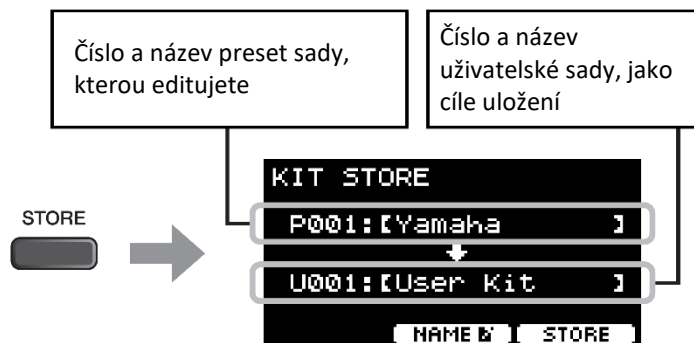 Číslo a název preset sady,
kterou editujete
Číslo a název
uživatelské sady, jako
cíle uložení
STORE
KIT STORE
P001:[Yamaha ]
U001:[User Kit ]
NAME STORE